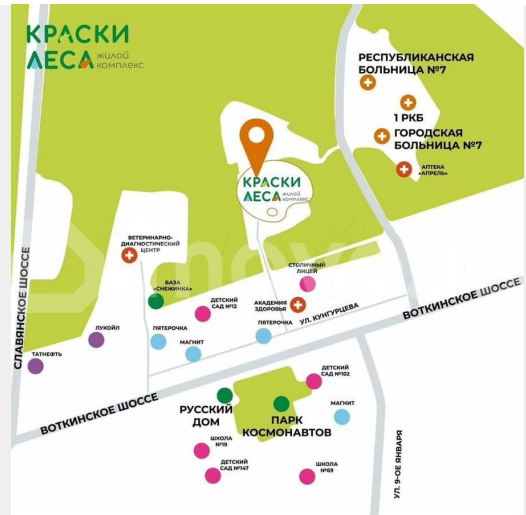 КРАСКИ
ЛЕСА жилой
комплекс
РЕСПУБЛИКАНСКАЯ
БОЛЬНИЦА №7
1 РКБ
ГОРОДСКАЯ
БОЛЬНИЦА №7
АПТЕКА
«АПРЕЛЬ»
КРАСКИ
ЛЕСА жилой
комплекс
ВЕТЕРИНАРНО-
ДИАГНОСТИЧЕСКИЙ
ЦЕНТР
СТОЛИЧНЫЙ
ЛИЦЕЙ
БАЗА
«СНЕЖИНКА»
ДЕТСКИЙ
САД №12
АКАДЕМИЯ
ЗДОРОВЬЯ
УЛ. КУНГУРЦЕВА
СЛАВЯНСКОЕ ШОССЕ
ВОТКИНСКОЕ ШОССЕ
ЛУКОЙЛ
ПЯТЕРОЧКА
ПЯТЕРОЧКА
МАГНИТ
ТАТНЕФТЬ
ДЕТСКИЙ
САД №102
ВОТКИНСКОЕ ШОССЕ
РУССКИЙ
ДОМ
ПАРК
КОСМОНАВТОВ
МАГНИТ
ШКОЛА
№19
ДЕТСКИЙ
САД №147
ШКОЛА
№69
УЛ. 9-ОЕ ЯНВАРЯ